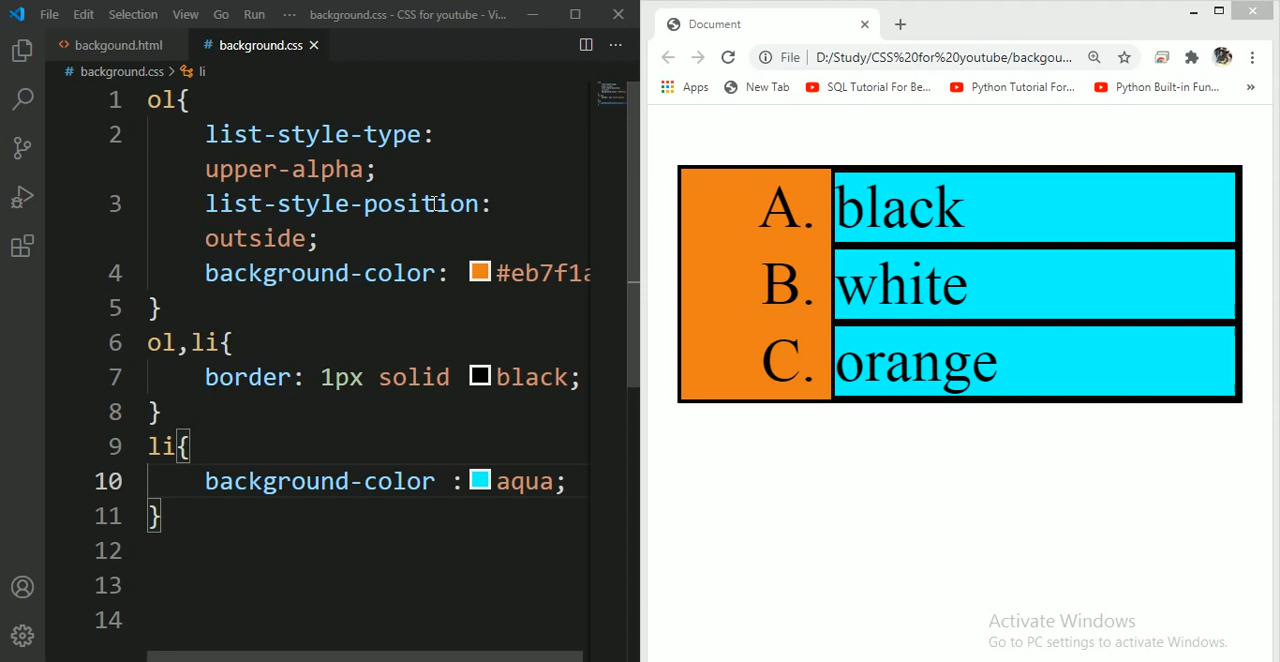 File Edit Selection View Go Run ··· background.css - CSS for youtube - Vi...
backgound.html # background.css
# background.css > li
1 ol{
2 list-style-type:
upper-alpha;
3 list-style-position:
outside;
4 background-color: #eb7f1a
5 }
6 ol,li{
7 border: 1px solid black;
8 }
9 li{
10 background-color :aqua;
11 }
12
13
14
Document
File D:/Study/CSS%20for%20youtube/backgou...
Apps New Tab SQL Tutorial For Be... Python Tutorial For... Python Built-in Fun... »
A. black
B. white
C. orange
Activate Windows
Go to PC settings to activate Windows.